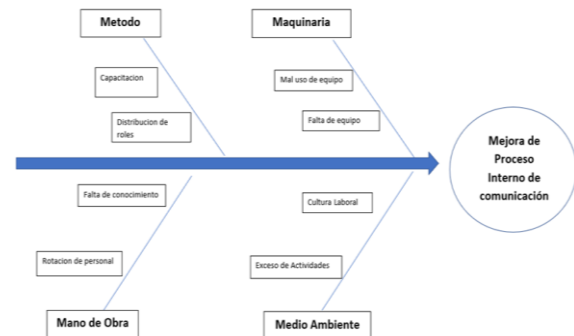 Metodo
Maquinaria
Capacitacion
Mal uso de equipo
Distribucion de
roles
Falta de equipo
Mejora de
Proceso
Interno de
comunicación
Falta de conocimiento
Cultura Laboral
Rotacion de personal
Exceso de Actividades
Mano de Obra
Medio Ambiente